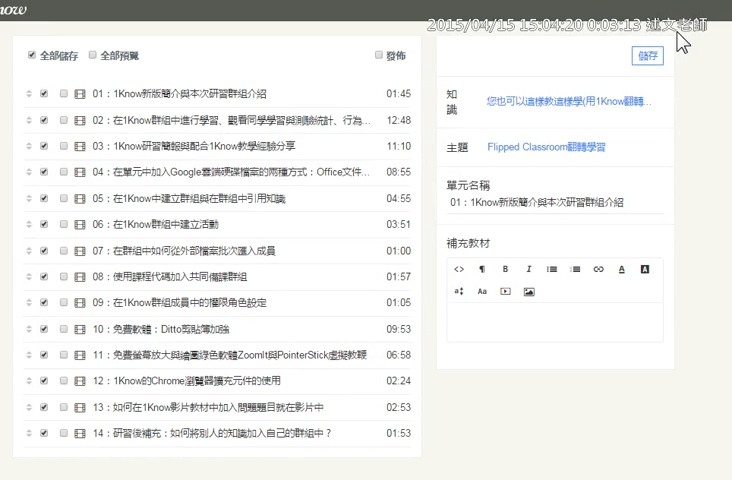 now
2015/04/15 15:04:20 0:03:13 述文老師
全部儲存 全部預覽 發佈
01：1Know新版簡介與本次研習群組介紹 01:45
02：在1Know群組中進行學習、觀看同學學習與測驗統計、行為... 12:48
03：1Know研習簡報與配合1Know教學經驗分享 11:10
04：在單元中加入Google雲端硬碟檔案的兩種方式：Office文件... 08:55
05：在1Know中建立群組與在群組中引用知識 04:55
06：在1Know群組中建立活動 03:51
07：在群組中如何從外部檔案批次匯入成員 01:00
08：使用課程代碼加入共同備課群組 01:57
09：在1Know群組成員中的權限角色設定 01:05
10：免費軟體：Ditto剪貼簿加強 09:53
11：免費螢幕放大與繪圖綠色軟體ZoomIt與PointerStick虛擬教鞭 06:58
12：1Know的Chrome瀏覽器擴充元件的使用 02:24
13：如何在1Know影片教材中加入問題題目就在影片中 02:53
14：研習後補充：如何將別人的知識加入自己的群組中？ 01:53
儲存
知識 您也可以這樣教這樣學(用1Know翻轉...
主題 Flipped Classroom翻轉學習
單元名稱
01：1Know新版簡介與本次研習群組介紹
補充教材
<> ¶ B I A A
a Aa